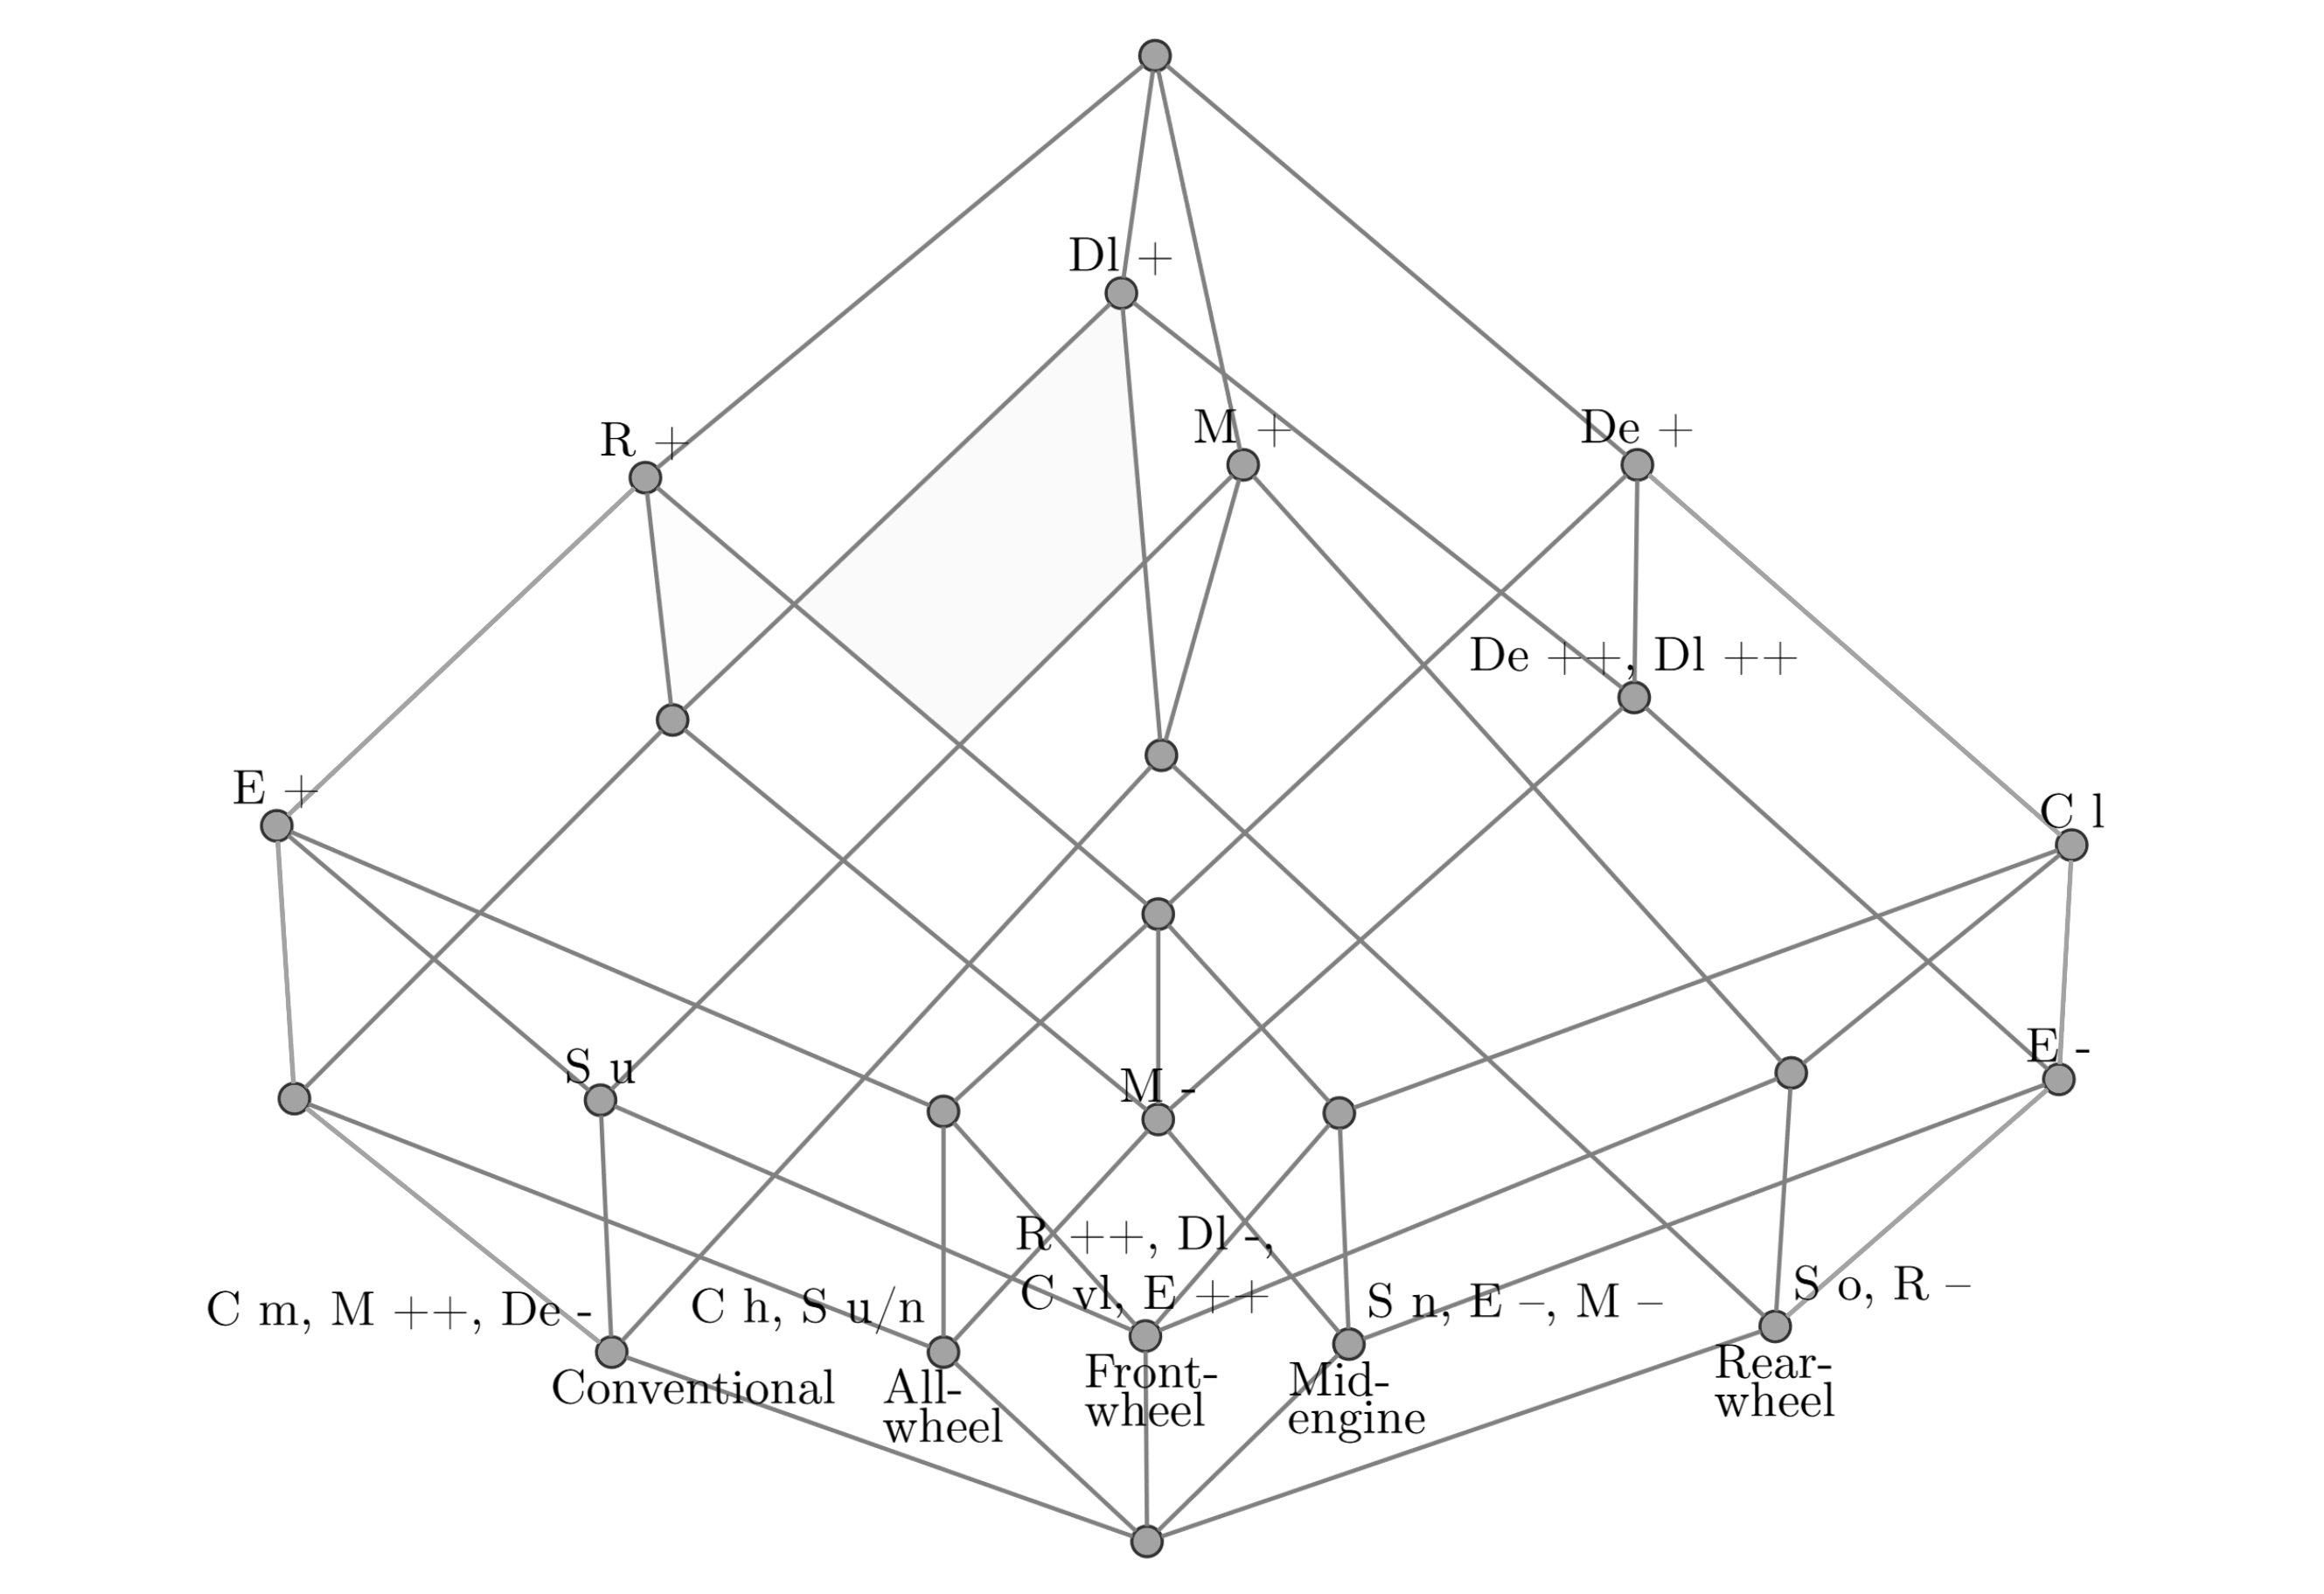 Dl +
R +
M +
De +
De ++, Dl ++
E +
C l
S u
M -
E -
R ++, Dl -,
C vl, E ++
C m, M ++, De -
C h, S u/n
S n, E –, M –
S o, R –
Conventional
All-
wheel
Front-
wheel
Mid-
engine
Rear-
wheel